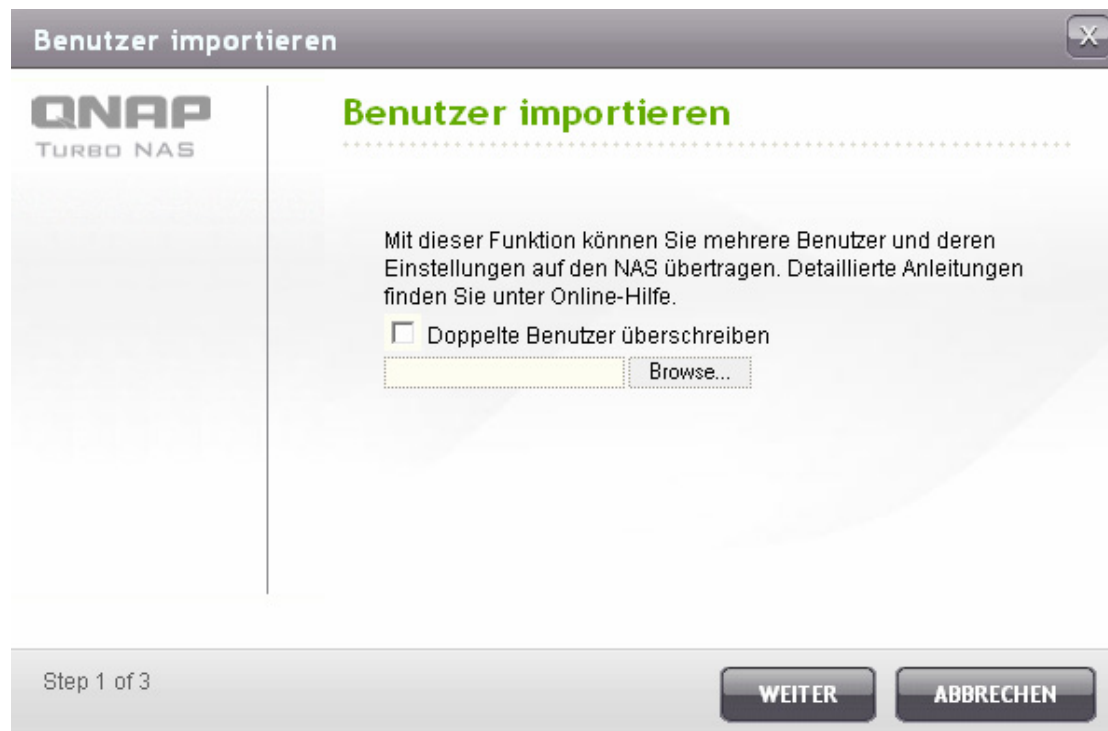 Benutzer importieren
X
QNAP
TURBO NAS
Benutzer importieren
Mit dieser Funktion können Sie mehrere Benutzer und deren
Einstellungen auf den NAS übertragen. Detaillierte Anleitungen
finden Sie unter Online-Hilfe.
Doppelte Benutzer überschreiben
Browse...
Step 1 of 3
WEITER
ABBRECHEN